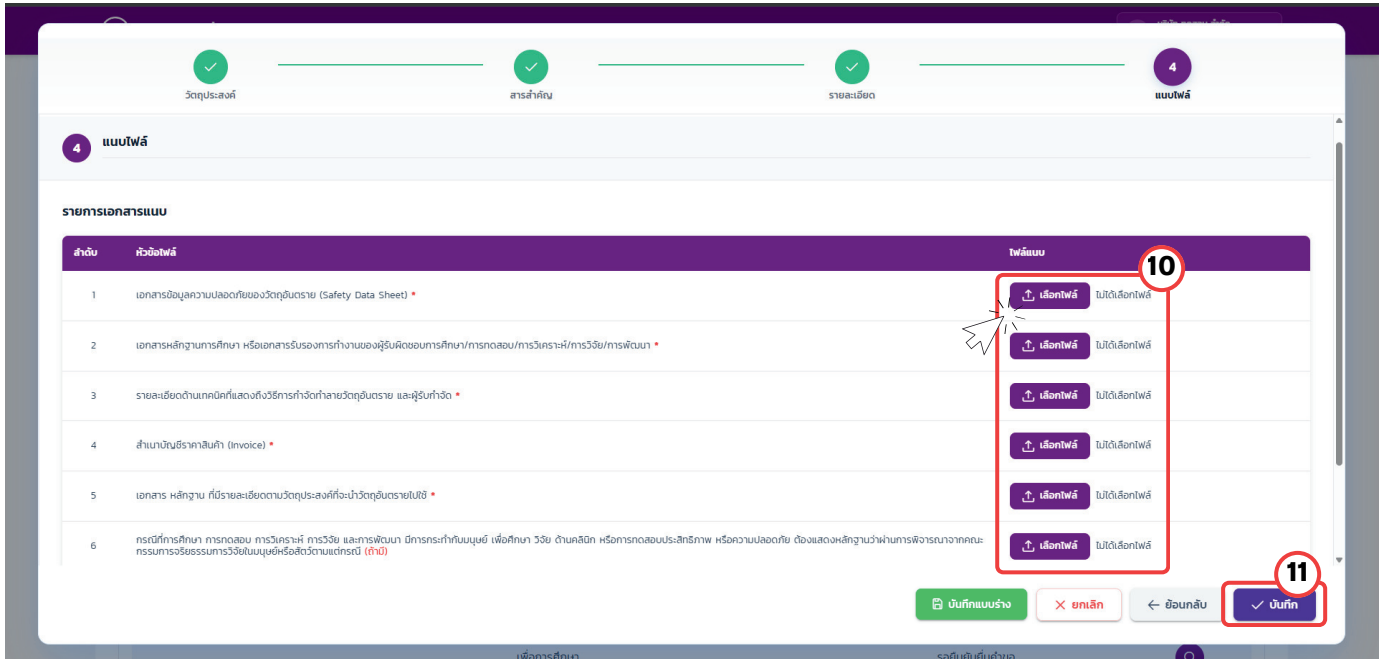 วัตถุประสงค์
สารสำคัญ
รายละเอียด
4
แนบไฟล์
4 แนบไฟล์
รายการเอกสารแนบ
ลำดับ หัวข้อไฟล์ ไฟล์แนบ
10
1 เอกสารข้อมูลความปลอดภัยของวัตถุอันตราย (Safety Data Sheet) * เลือกไฟล์ ไม่ได้เลือกไฟล์
2 เอกสารหลักฐานการศึกษา หรือเอกสารรับรองการทำงานของผู้รับผิดชอบการศึกษา/การทดสอบ/การวิเคราะห์/การวิจัย/การพัฒนา * เลือกไฟล์ ไม่ได้เลือกไฟล์
3 รายละเอียดด้านเทคนิคที่แสดงถึงวิธีการกำจัดทำลายวัตถุอันตราย และผู้รับกำจัด * เลือกไฟล์ ไม่ได้เลือกไฟล์
4 สำเนาบัญชีราคาสินค้า (Invoice) * เลือกไฟล์ ไม่ได้เลือกไฟล์
5 เอกสาร หลักฐาน ที่มีรายละเอียดตามวัตถุประสงค์ที่จะนำวัตถุอันตรายไปใช้ * เลือกไฟล์ ไม่ได้เลือกไฟล์
6 กรณีที่การศึกษา การทดสอบ การวิเคราะห์ การวิจัย และการพัฒนา มีการกระทำกับมนุษย์ เพื่อศึกษา วิจัย ด้านคลินิก หรือการทดสอบประสิทธิภาพ หรือความปลอดภัย ต้องแสดงหลักฐานว่าผ่านการพิจารณาจากคณะ
กรรมการจริยธรรมการวิจัยในมนุษย์หรือสัตว์ตามแต่กรณี (ถ้ามี) เลือกไฟล์ ไม่ได้เลือกไฟล์
11
บันทึกแบบร่าง ยกเลิก ย้อนกลับ บันทึก
เพื่อการศึกษา